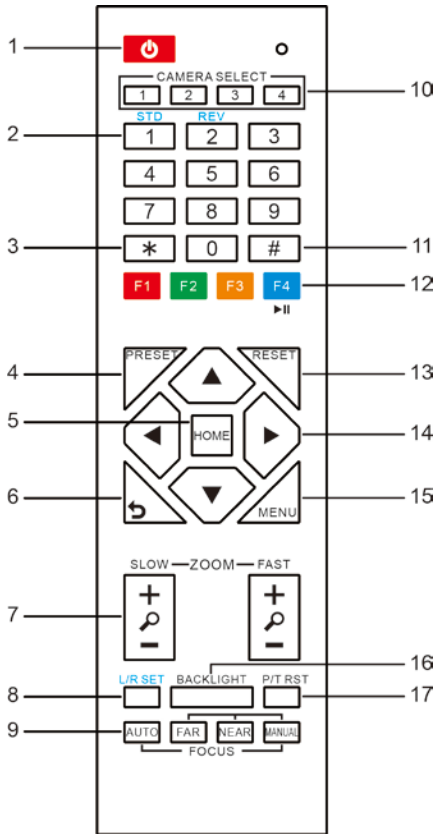 1
CAMERA SELECT
1 2 3 4
10
STD REV
2
1 2 3
4 5 6
7 8 9
3
* 0 #
11
F1 F2 F3 F4
12
PRESET RESET
4
13
5
HOME
14
6
MENU
15
SLOW ZOOM FAST
7
+ +
- -
16
L/R SET BACKLIGHT P/T RST
8
17
9
AUTO FAR NEAR MANUAL
FOCUS